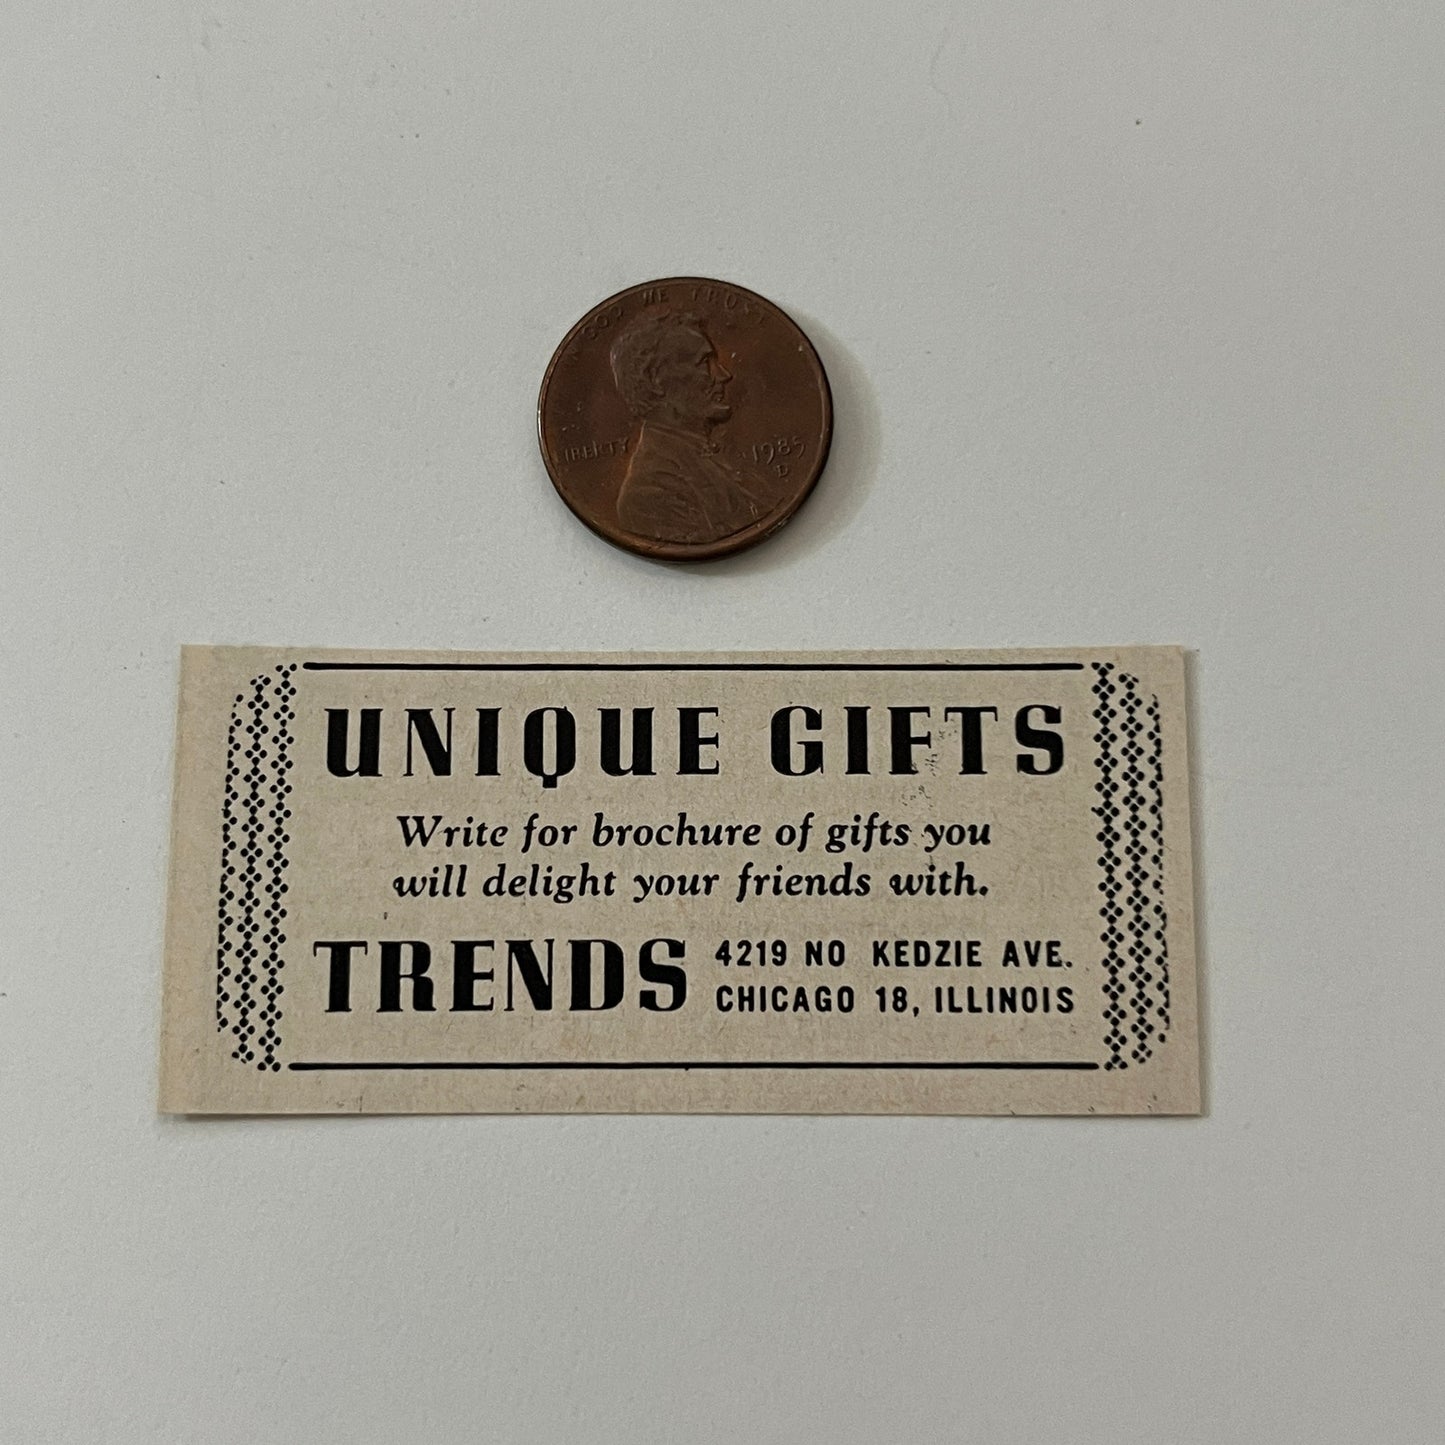 IN GOD WE TRUST
LIBERTY
1985
D
UNIQUE GIFTS
Write for brochure of gifts you
will delight your friends with.
TRENDS
4219 NO KEDZIE AVE.
CHICAGO 18, ILLINOIS